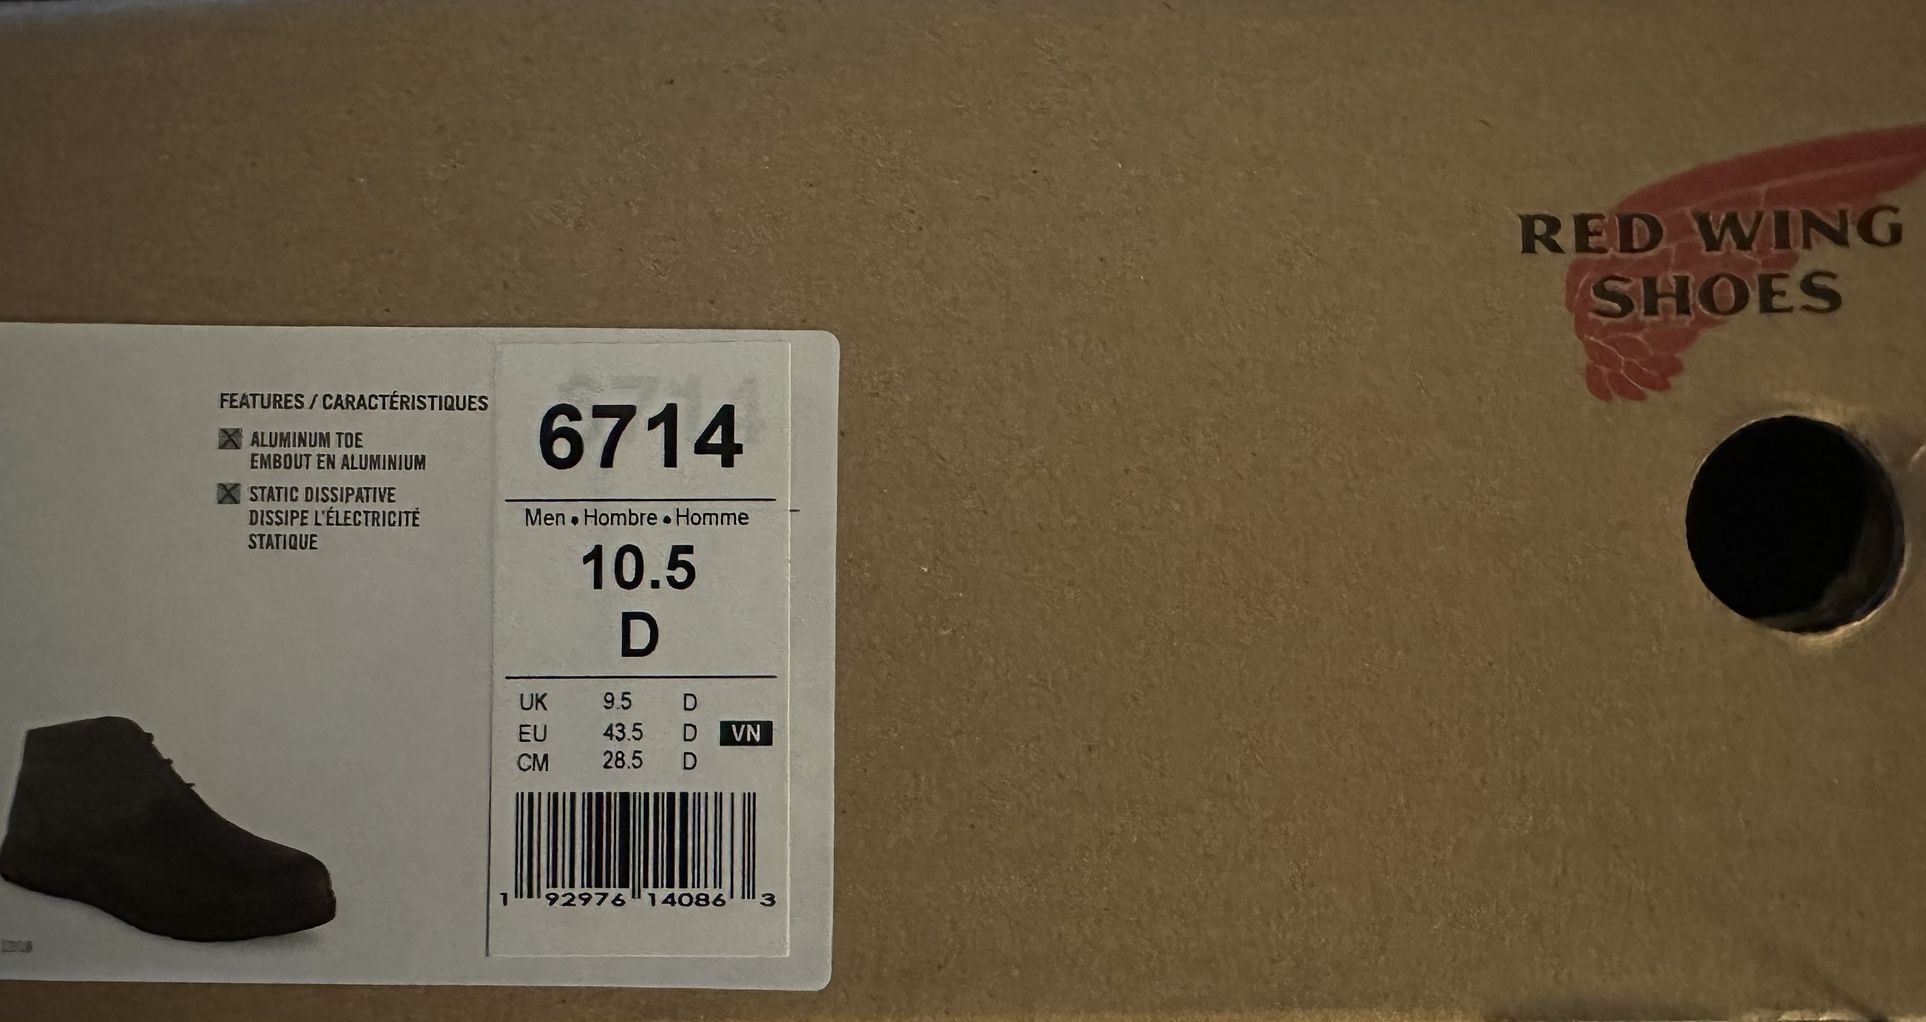 RED WING
SHOES
FEATURES / CARACTÉRISTIQUES
ALUMINUM TOE
EMBOUT EN ALUMINIUM
STATIC DISSIPATIVE
DISSIPE L'ÉLECTRICITÉ
STATIQUE
6714
Men • Hombre • Homme
10.5
D
UK 9.5 D
EU 43.5 D VN
CM 28.5 D
1 92976 14086 3